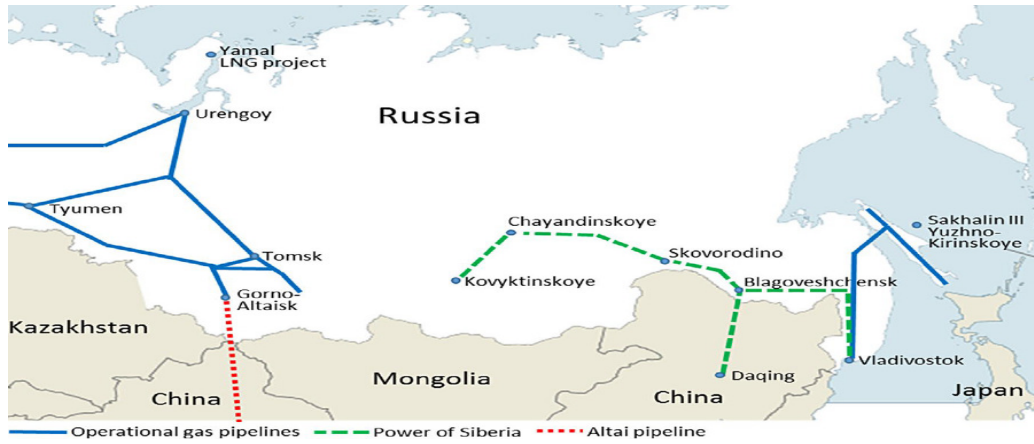 Yamal
LNG project
Urengoy
Russia
Tyumen
Chayandinskoye
Sakhalin III
Yuzhno-
Kirinskoye
Tomsk
Skovorodino
Kovyktinskoye
Blagoveshchensk
Gorno-
Altaisk
Kazakhstan
Vladivostok
Mongolia
Daqing
China
China
Japan
Operational gas pipelines
Power of Siberia
Altai pipeline